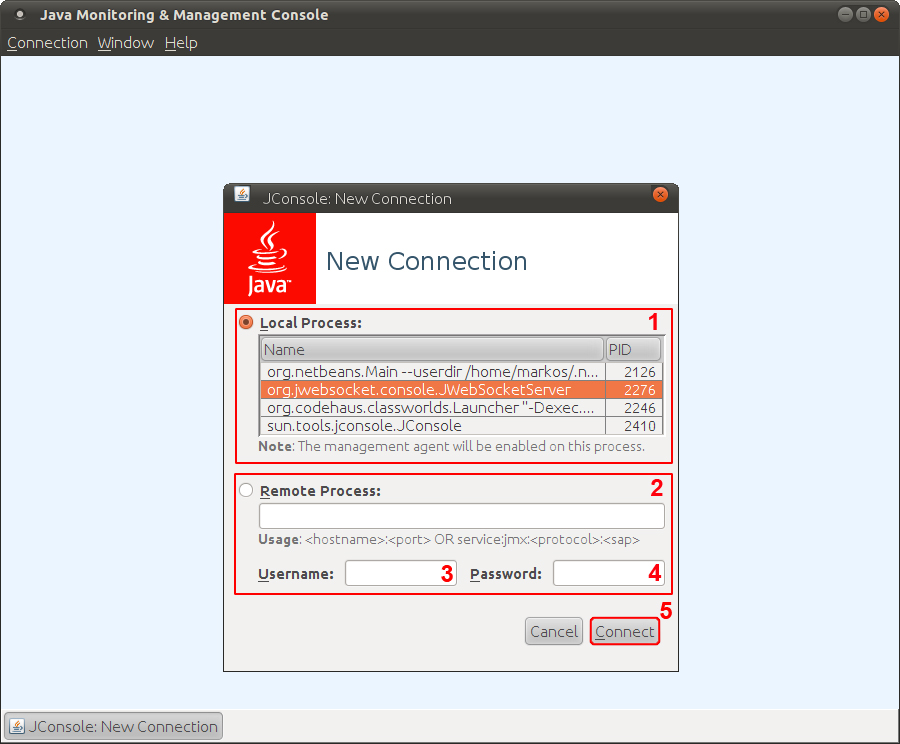 Java Monitoring & Management Console
Connection Window Help
JConsole: New Connection
Java™
New Connection
Local Process: 1
Name PID
org.netbeans.Main --userdir /home/markos/.n... 2126
org.jwebsocket.console.JWebSocketServer 2276
org.codehaus.classworlds.Launcher "-Dexec.... 2246
sun.tools.jconsole.JConsole 2410
Note: The management agent will be enabled on this process.
Remote Process: 2
Usage: <hostname>:<port> OR service:jmx:<protocol>:<sap>
Username: 3 Password: 4
5
Cancel Connect
JConsole: New Connection